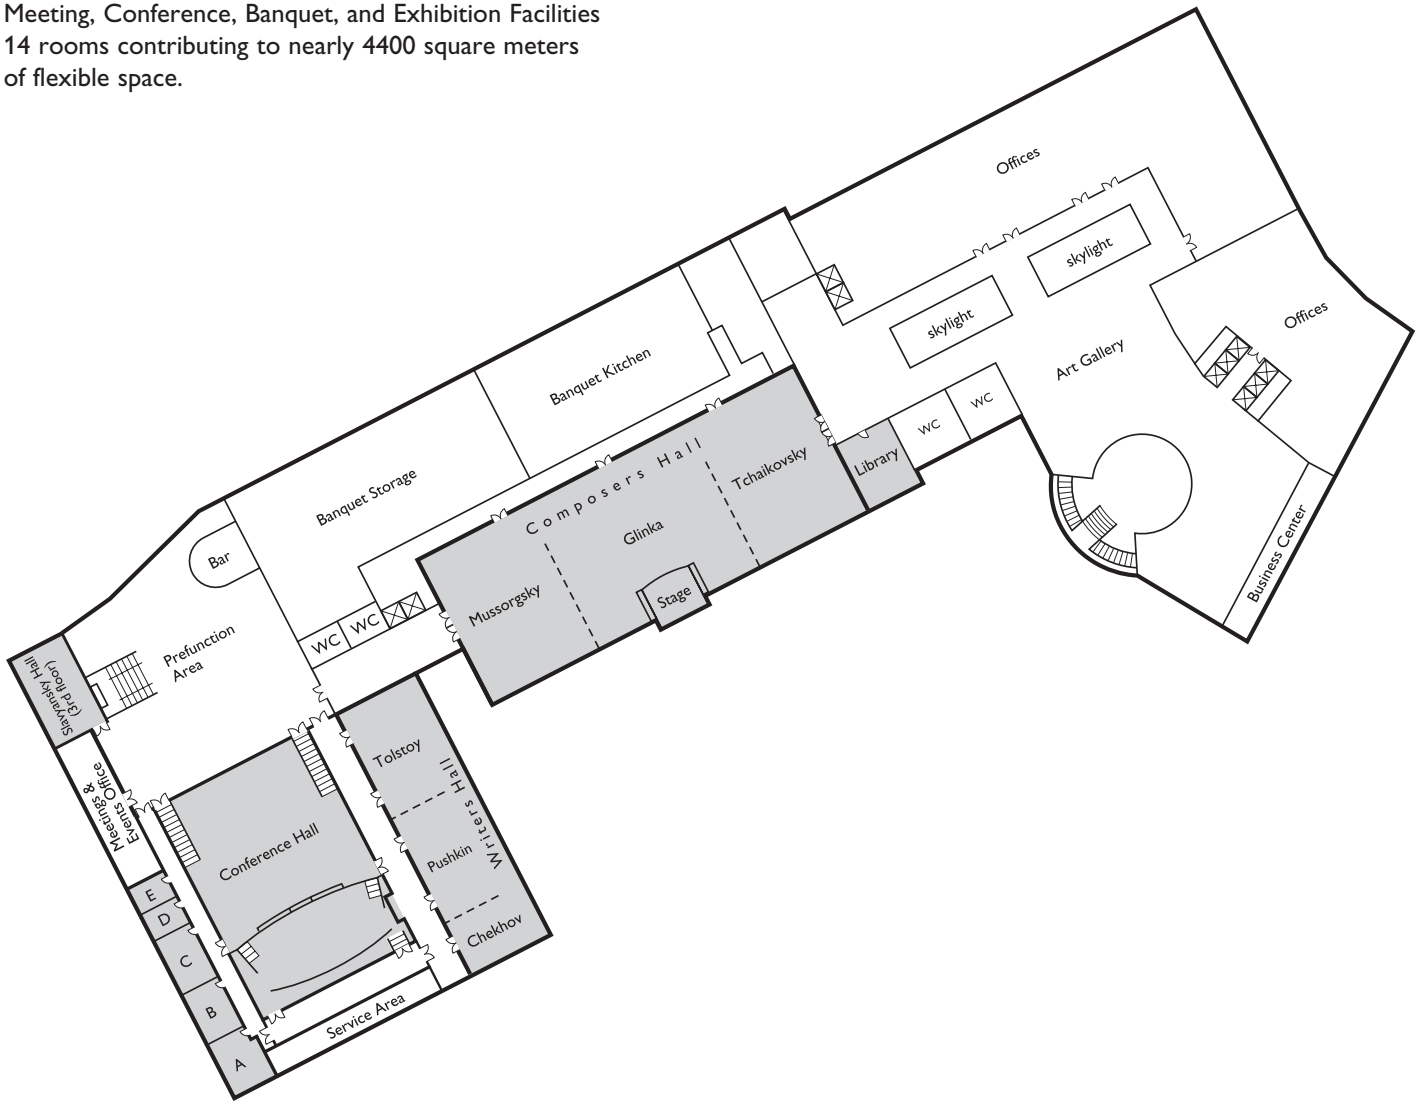 Meeting, Conference, Banquet, and Exhibition Facilities
14 rooms contributing to nearly 4400 square meters
of flexible space.
Offices
skylight
skylight
Offices
Art Gallery
Banquet Kitchen
WC
WC
Library
Composers Hall
Tchaikovsky
Glinka
Mussorgsky
Stage
Banquet Storage
Business Center
Bar
WC
WC
Prefunction
Area
Slavyansky Hall
(3rd floor)
Meetings &
Events Office
Tolstoy
Writers Hall
Pushkin
Chekhov
Conference Hall
E
D
C
B
A
Service Area